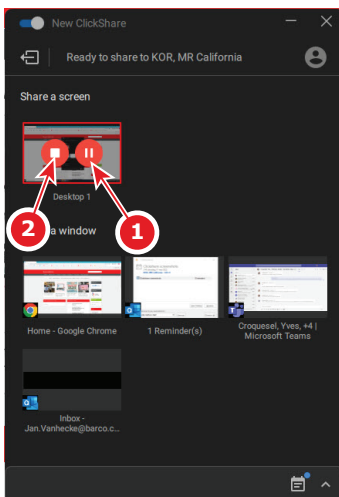 New ClickShare
Ready to share to KOR, MR California
Share a screen
Desktop 1
2
1
a window
Home - Google Chrome
1 Reminder(s)
Croquesel, Yves, +4 |
Microsoft Teams
Inbox -
Jan.Vanhecke@barco.c...